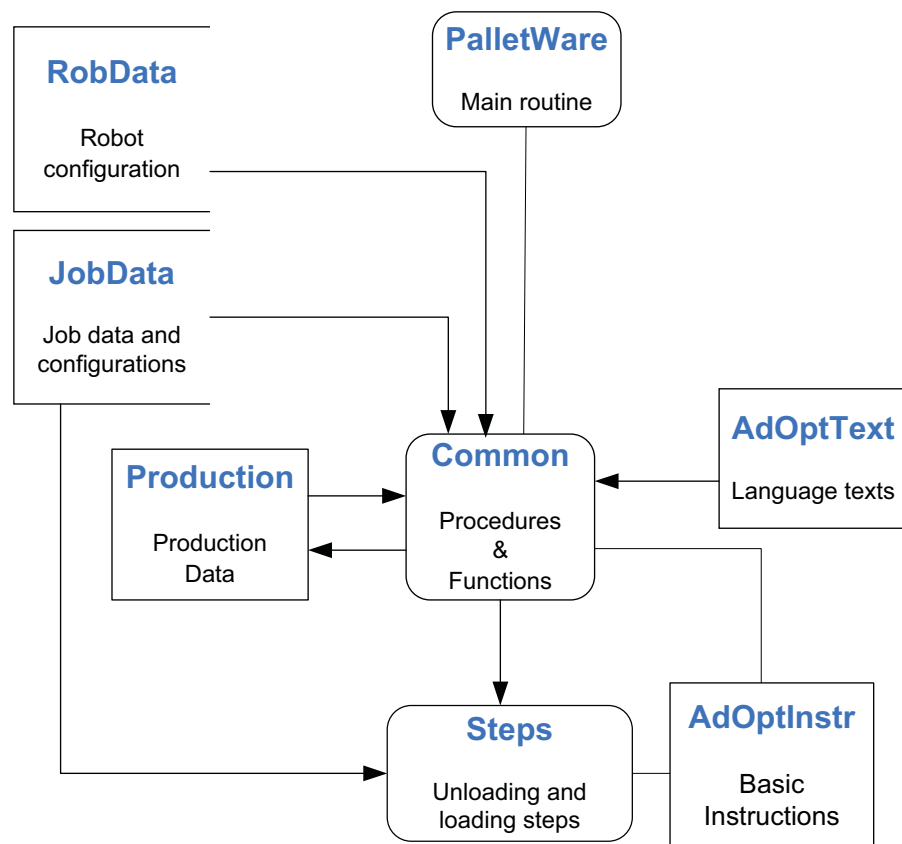 PalletWare
Main routine
RobData
Robot
configuration
JobData
Job data and
configurations
AdOptText
Language texts
Production
Production
Data
Common
Procedures
&
Functions
Steps
Unloading and
loading steps
AdOptInstr
Basic
Instructions